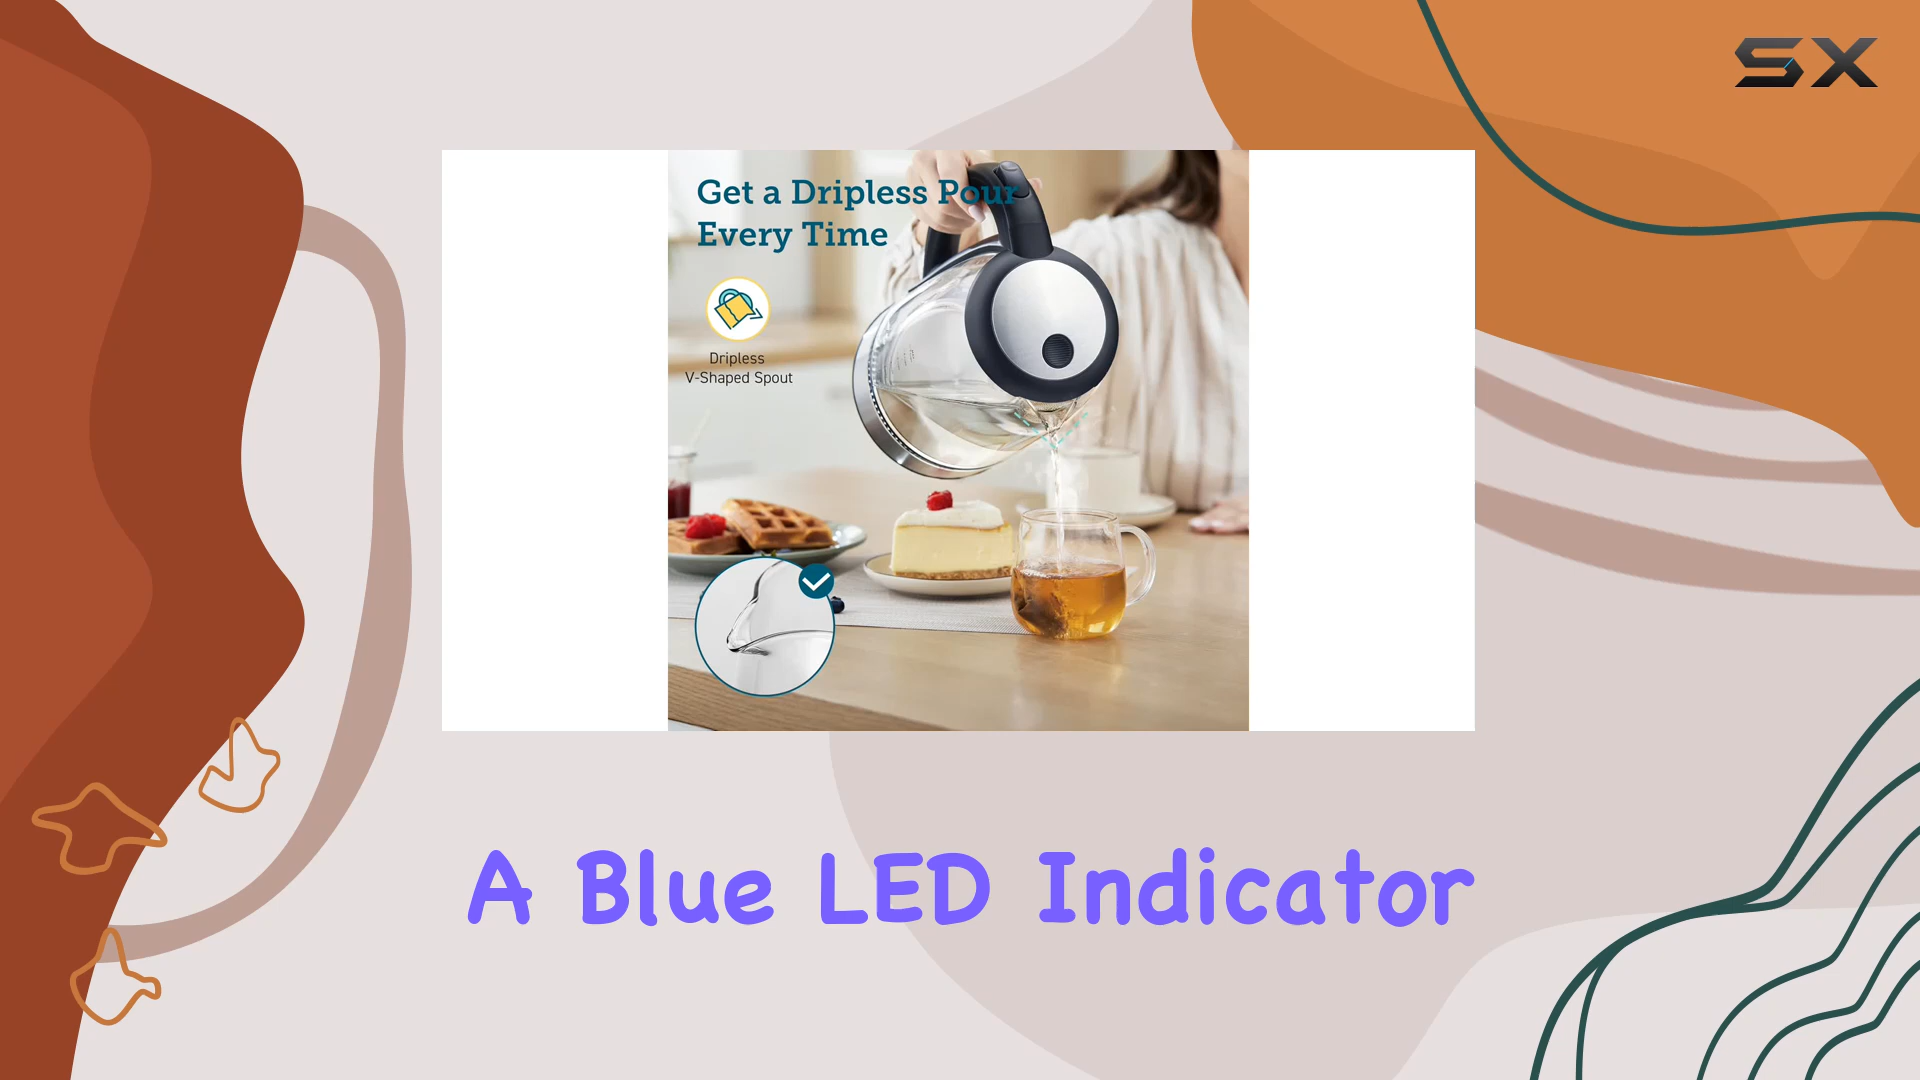 SX
Get a Dripless Pour
Every Time
Dripless
V-Shaped Spout
A Blue LED Indicator